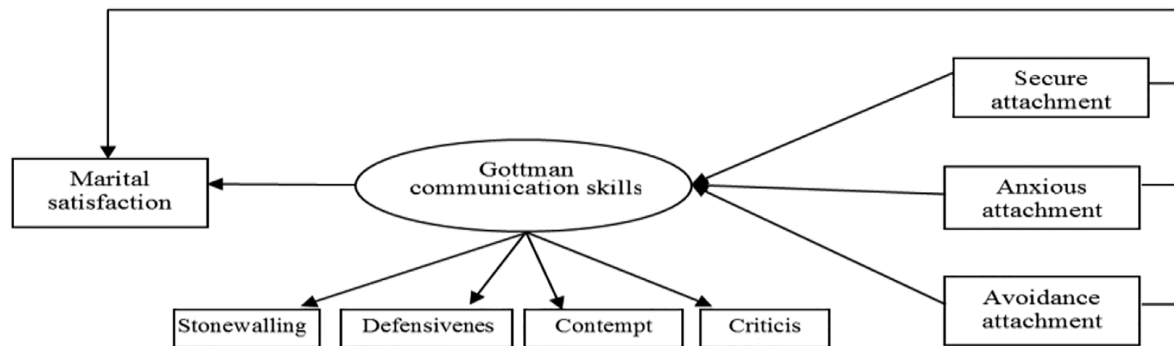 Secure
attachment
Gottman
communication skills
Marital
satisfaction
Anxious
attachment
Avoidance
attachment
Stonewalling
Defensivenes
Contempt
Criticis